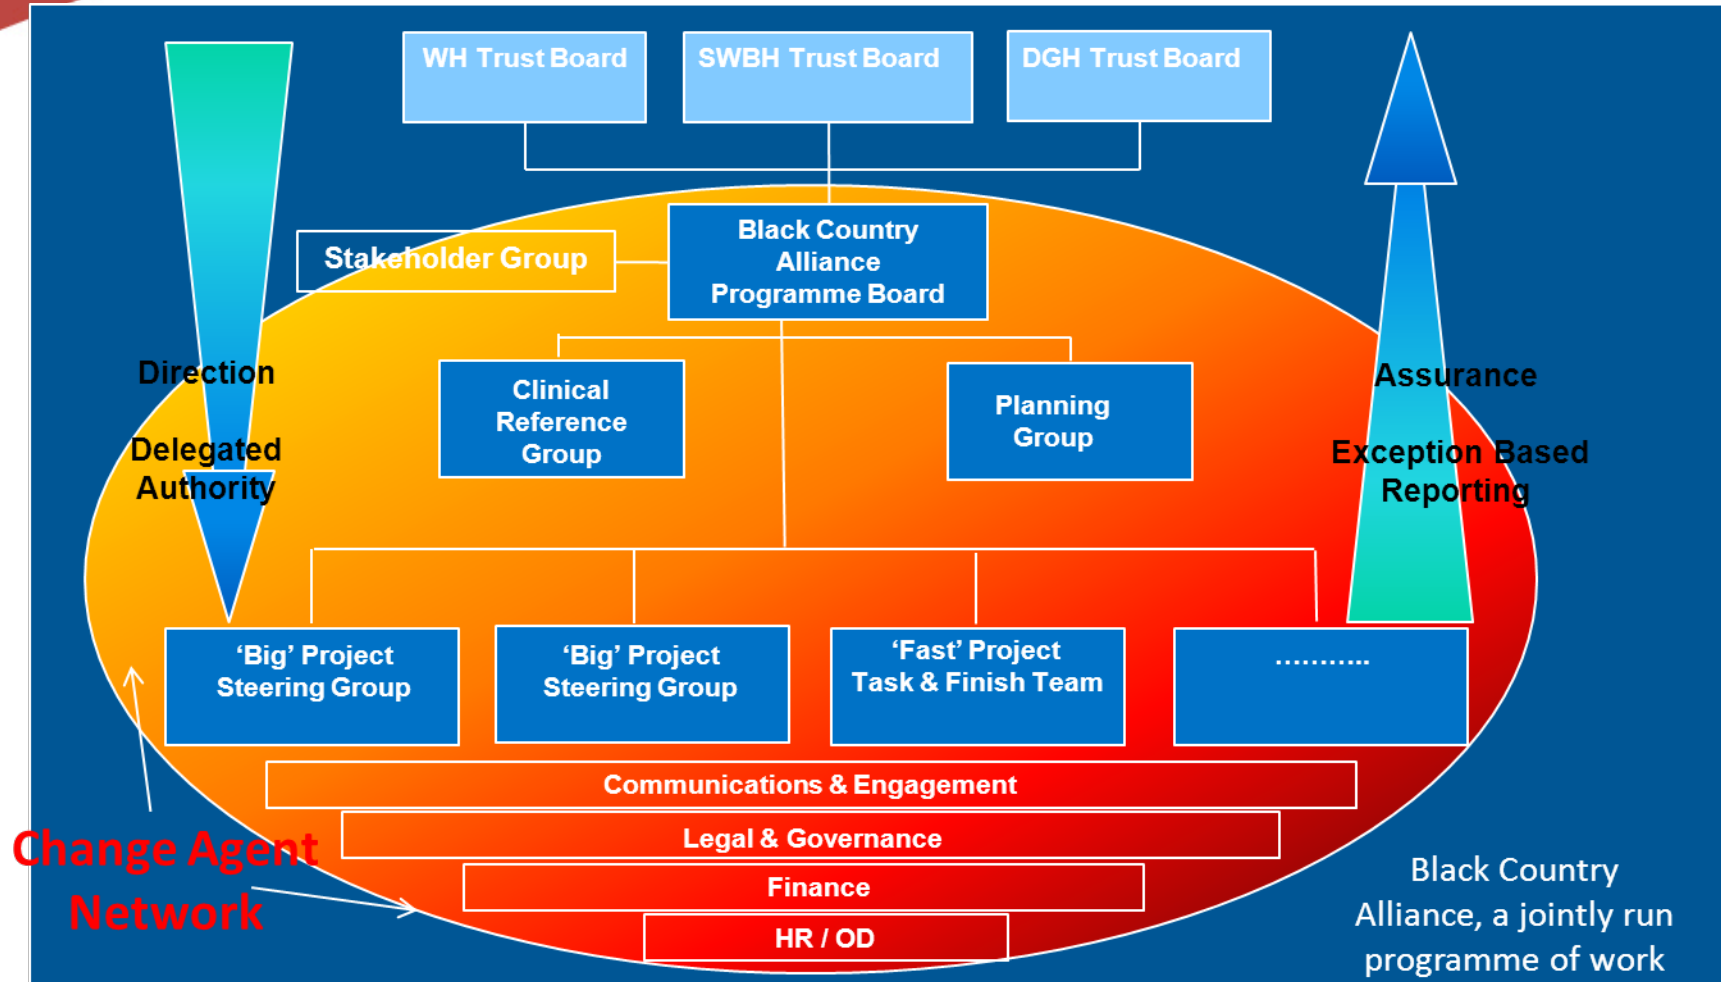 WH Trust Board
SWBH Trust Board
DGH Trust Board
Black Country
Alliance
Programme Board
Stakeholder Group
Direction
Delegated
Authority
Clinical
Reference
Group
Planning
Group
Assurance
Exception Based
Reporting
‘Big’ Project
Steering Group
‘Big’ Project
Steering Group
‘Fast’ Project
Task & Finish Team
………..
Communications & Engagement
Legal & Governance
Finance
HR / OD
Change Agent
Network
Black Country
Alliance, a jointly run
programme of work